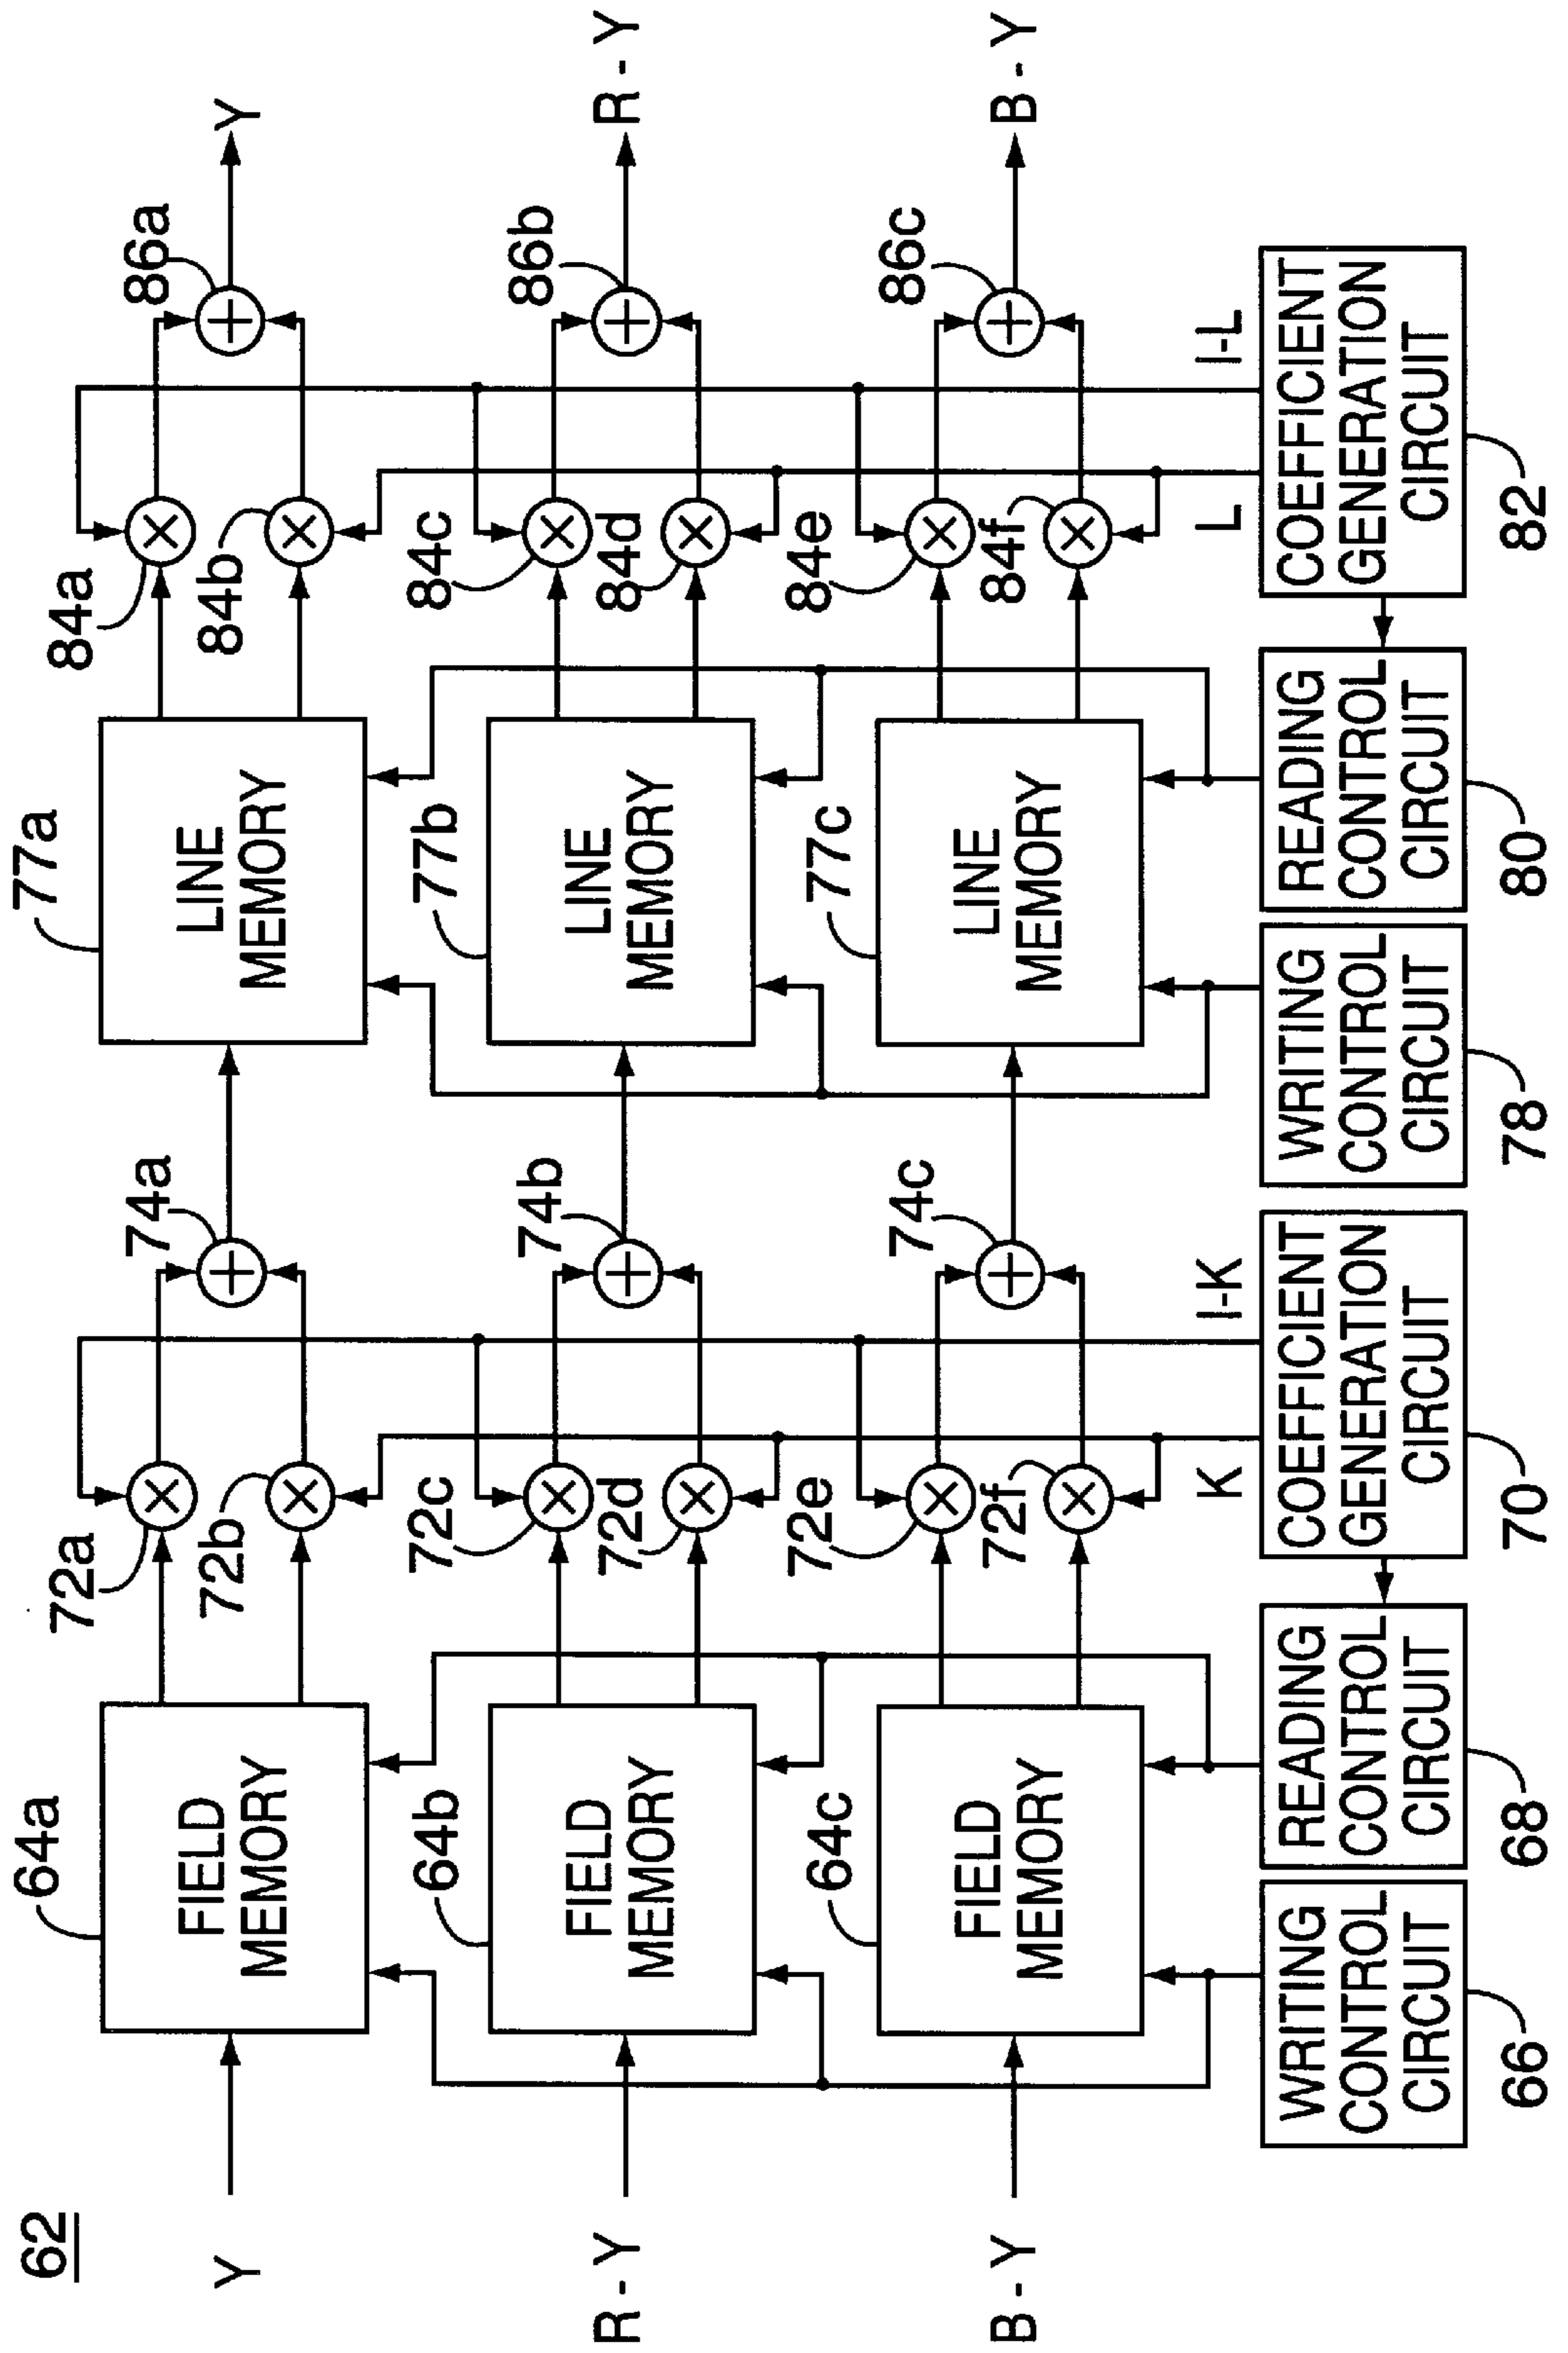 62
Y
64a
FIELD
MEMORY
72a
72b
74a
77a
LINE
MEMORY
84a
84b
86a
Y
R - Y
64b
FIELD
MEMORY
72c
72d
74b
77b
LINE
MEMORY
84c
84d
86b
R - Y
B - Y
64c
FIELD
MEMORY
72e
72f
74c
77c
LINE
MEMORY
84e
84f
86c
B - Y
K
I-K
L
I-L
WRITING
CONTROL
CIRCUIT
66
READING
CONTROL
CIRCUIT
68
COEFFICIENT
GENERATION
CIRCUIT
70
WRITING
CONTROL
CIRCUIT
78
READING
CONTROL
CIRCUIT
80
COEFFICIENT
GENERATION
CIRCUIT
82